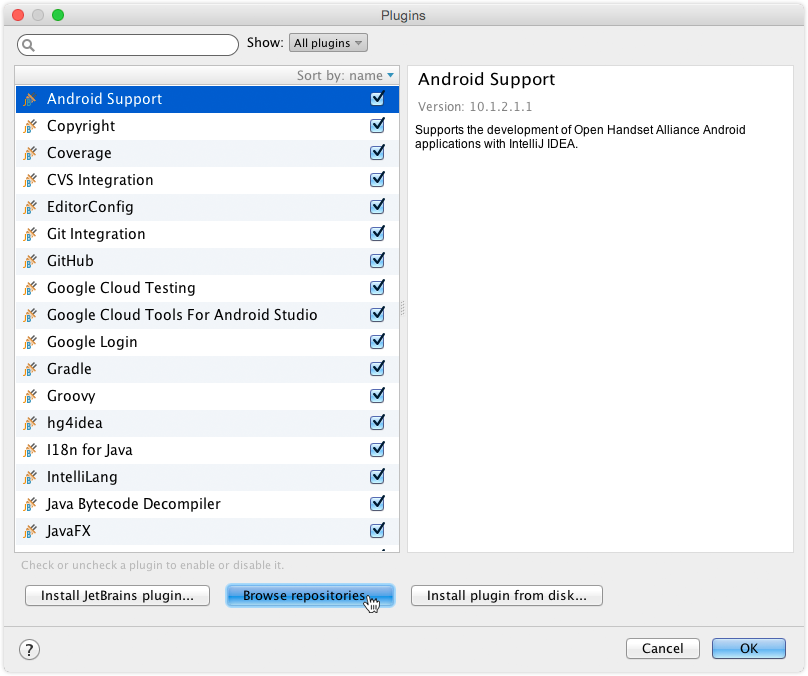 Plugins
Show: All plugins
Sort by: name
Android Support
Copyright
Coverage
CVS Integration
EditorConfig
Git Integration
GitHub
Google Cloud Testing
Google Cloud Tools For Android Studio
Google Login
Gradle
Groovy
hg4idea
I18n for Java
IntelliLang
Java Bytecode Decompiler
JavaFX
Android Support
Version: 10.1.2.1.1
Supports the development of Open Handset Alliance Android
applications with IntelliJ IDEA.
Check or uncheck a plugin to enable or disable it.
Install JetBrains plugin... Browse repositories Install plugin from disk...
? Cancel OK